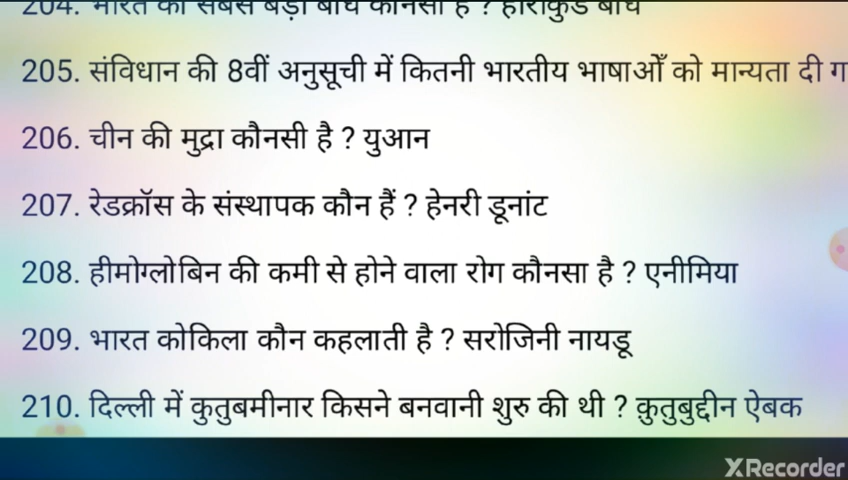 204. भारत का सबसे बड़ा बांध कौनसा है ? हीराकुंड बांध
205. संविधान की 8वीं अनुसूची में कितनी भारतीय भाषाओँ को मान्यता दी ग
206. चीन की मुद्रा कौनसी है ? युआन
207. रेडक्रॉस के संस्थापक कौन हैं ? हेनरी डूनांट
208. हीमोग्लोबिन की कमी से होने वाला रोग कौनसा है ? एनीमिया
209. भारत कोकिला कौन कहलाती है ? सरोजिनी नायडू
210. दिल्ली में कुतुबमीनार किसने बनवानी शुरु की थी ? क़ुतुबुद्दीन ऐबक
XRecorder